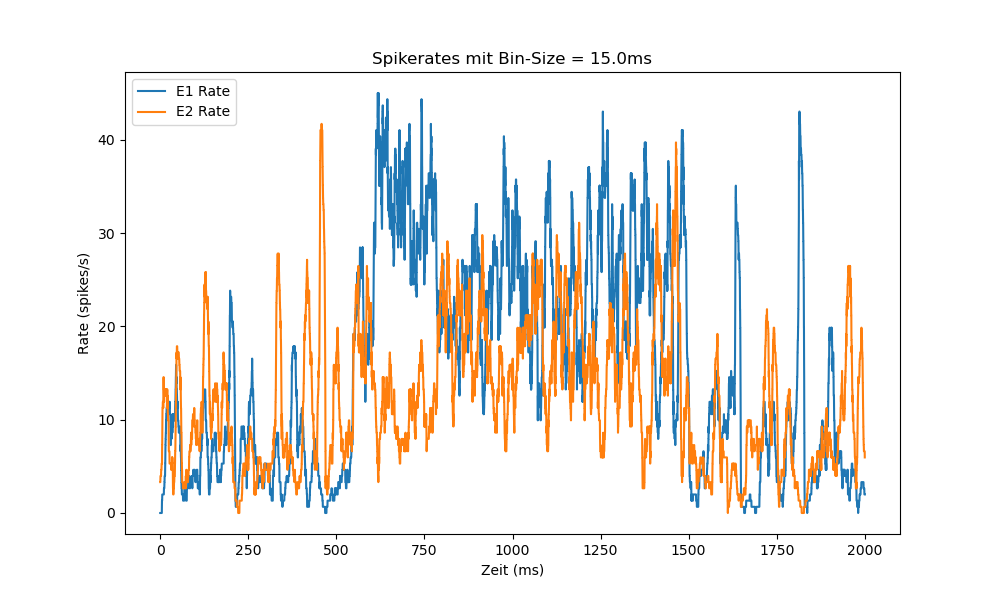 Spikerates mit Bin-Size = 15.0ms
E1 Rate
E2 Rate
Rate (spikes/s)
40
30
20
10
0
0 250 500 750 1000 1250 1500 1750 2000
Zeit (ms)